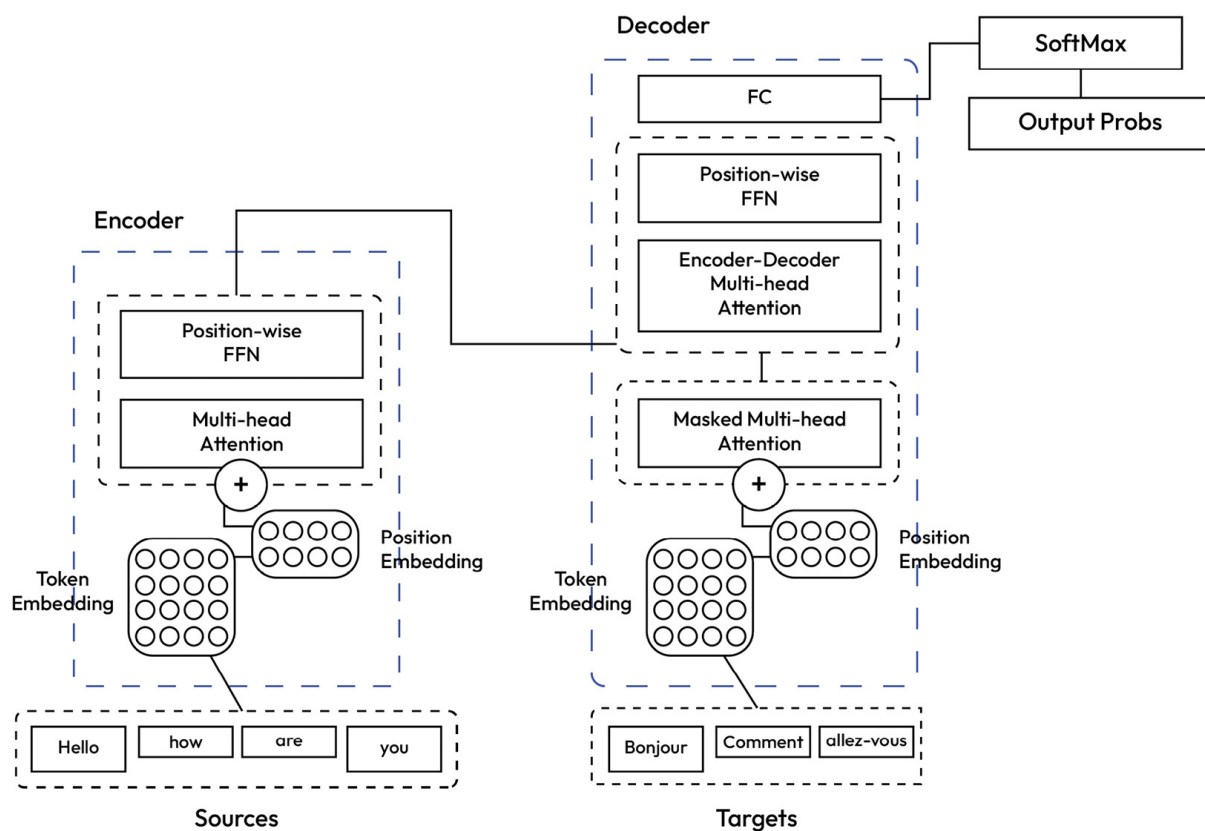 Decoder
SoftMax
FC
Output Probs
Position-wise
FFN
Encoder
Encoder-Decoder
Multi-head
Attention
Position-wise
FFN
Multi-head
Attention
Masked Multi-head
Attention
+
+
Position
Embedding
Token
Embedding
Position
Embedding
Token
Embedding
Hello how are you
Bonjour Comment allez-vous
Sources
Targets